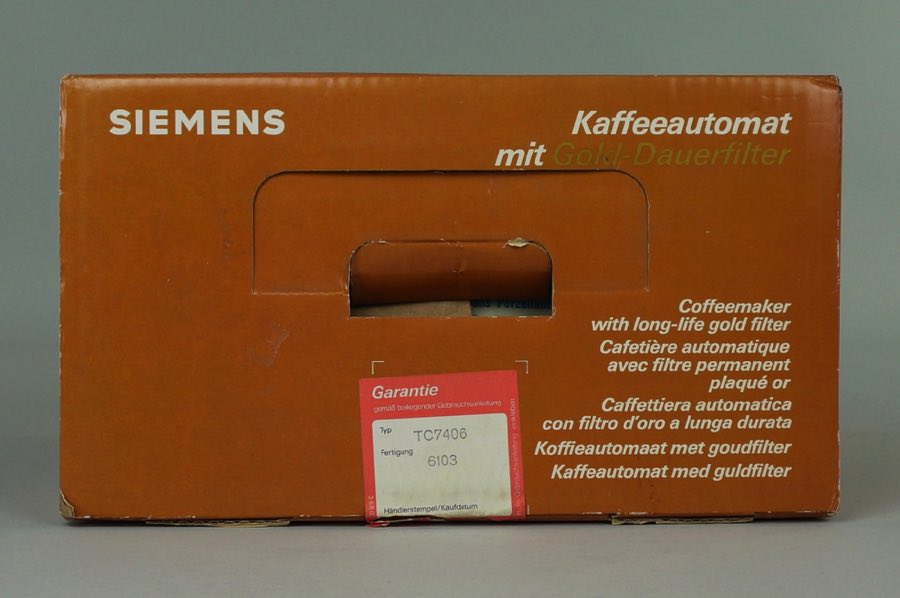 SIEMENS
Kaffeeautomat
mit Gold-Dauerfilter
Coffeemaker
with long-life gold filter
Cafetière automatique
avec filtre permanent
plaqué or
Caffettiera automatica
con filtro d'oro a lunga durata
Koffieautomaat met goudfilter
Kaffeautomat med guldfilter
Garantie
gemäß beiliegender Gebrauchsanleitung
Typ TC7406
Fertigung 6103
Händlerstempel/Kaufdatum
Gebrauchsanleitung einkleben